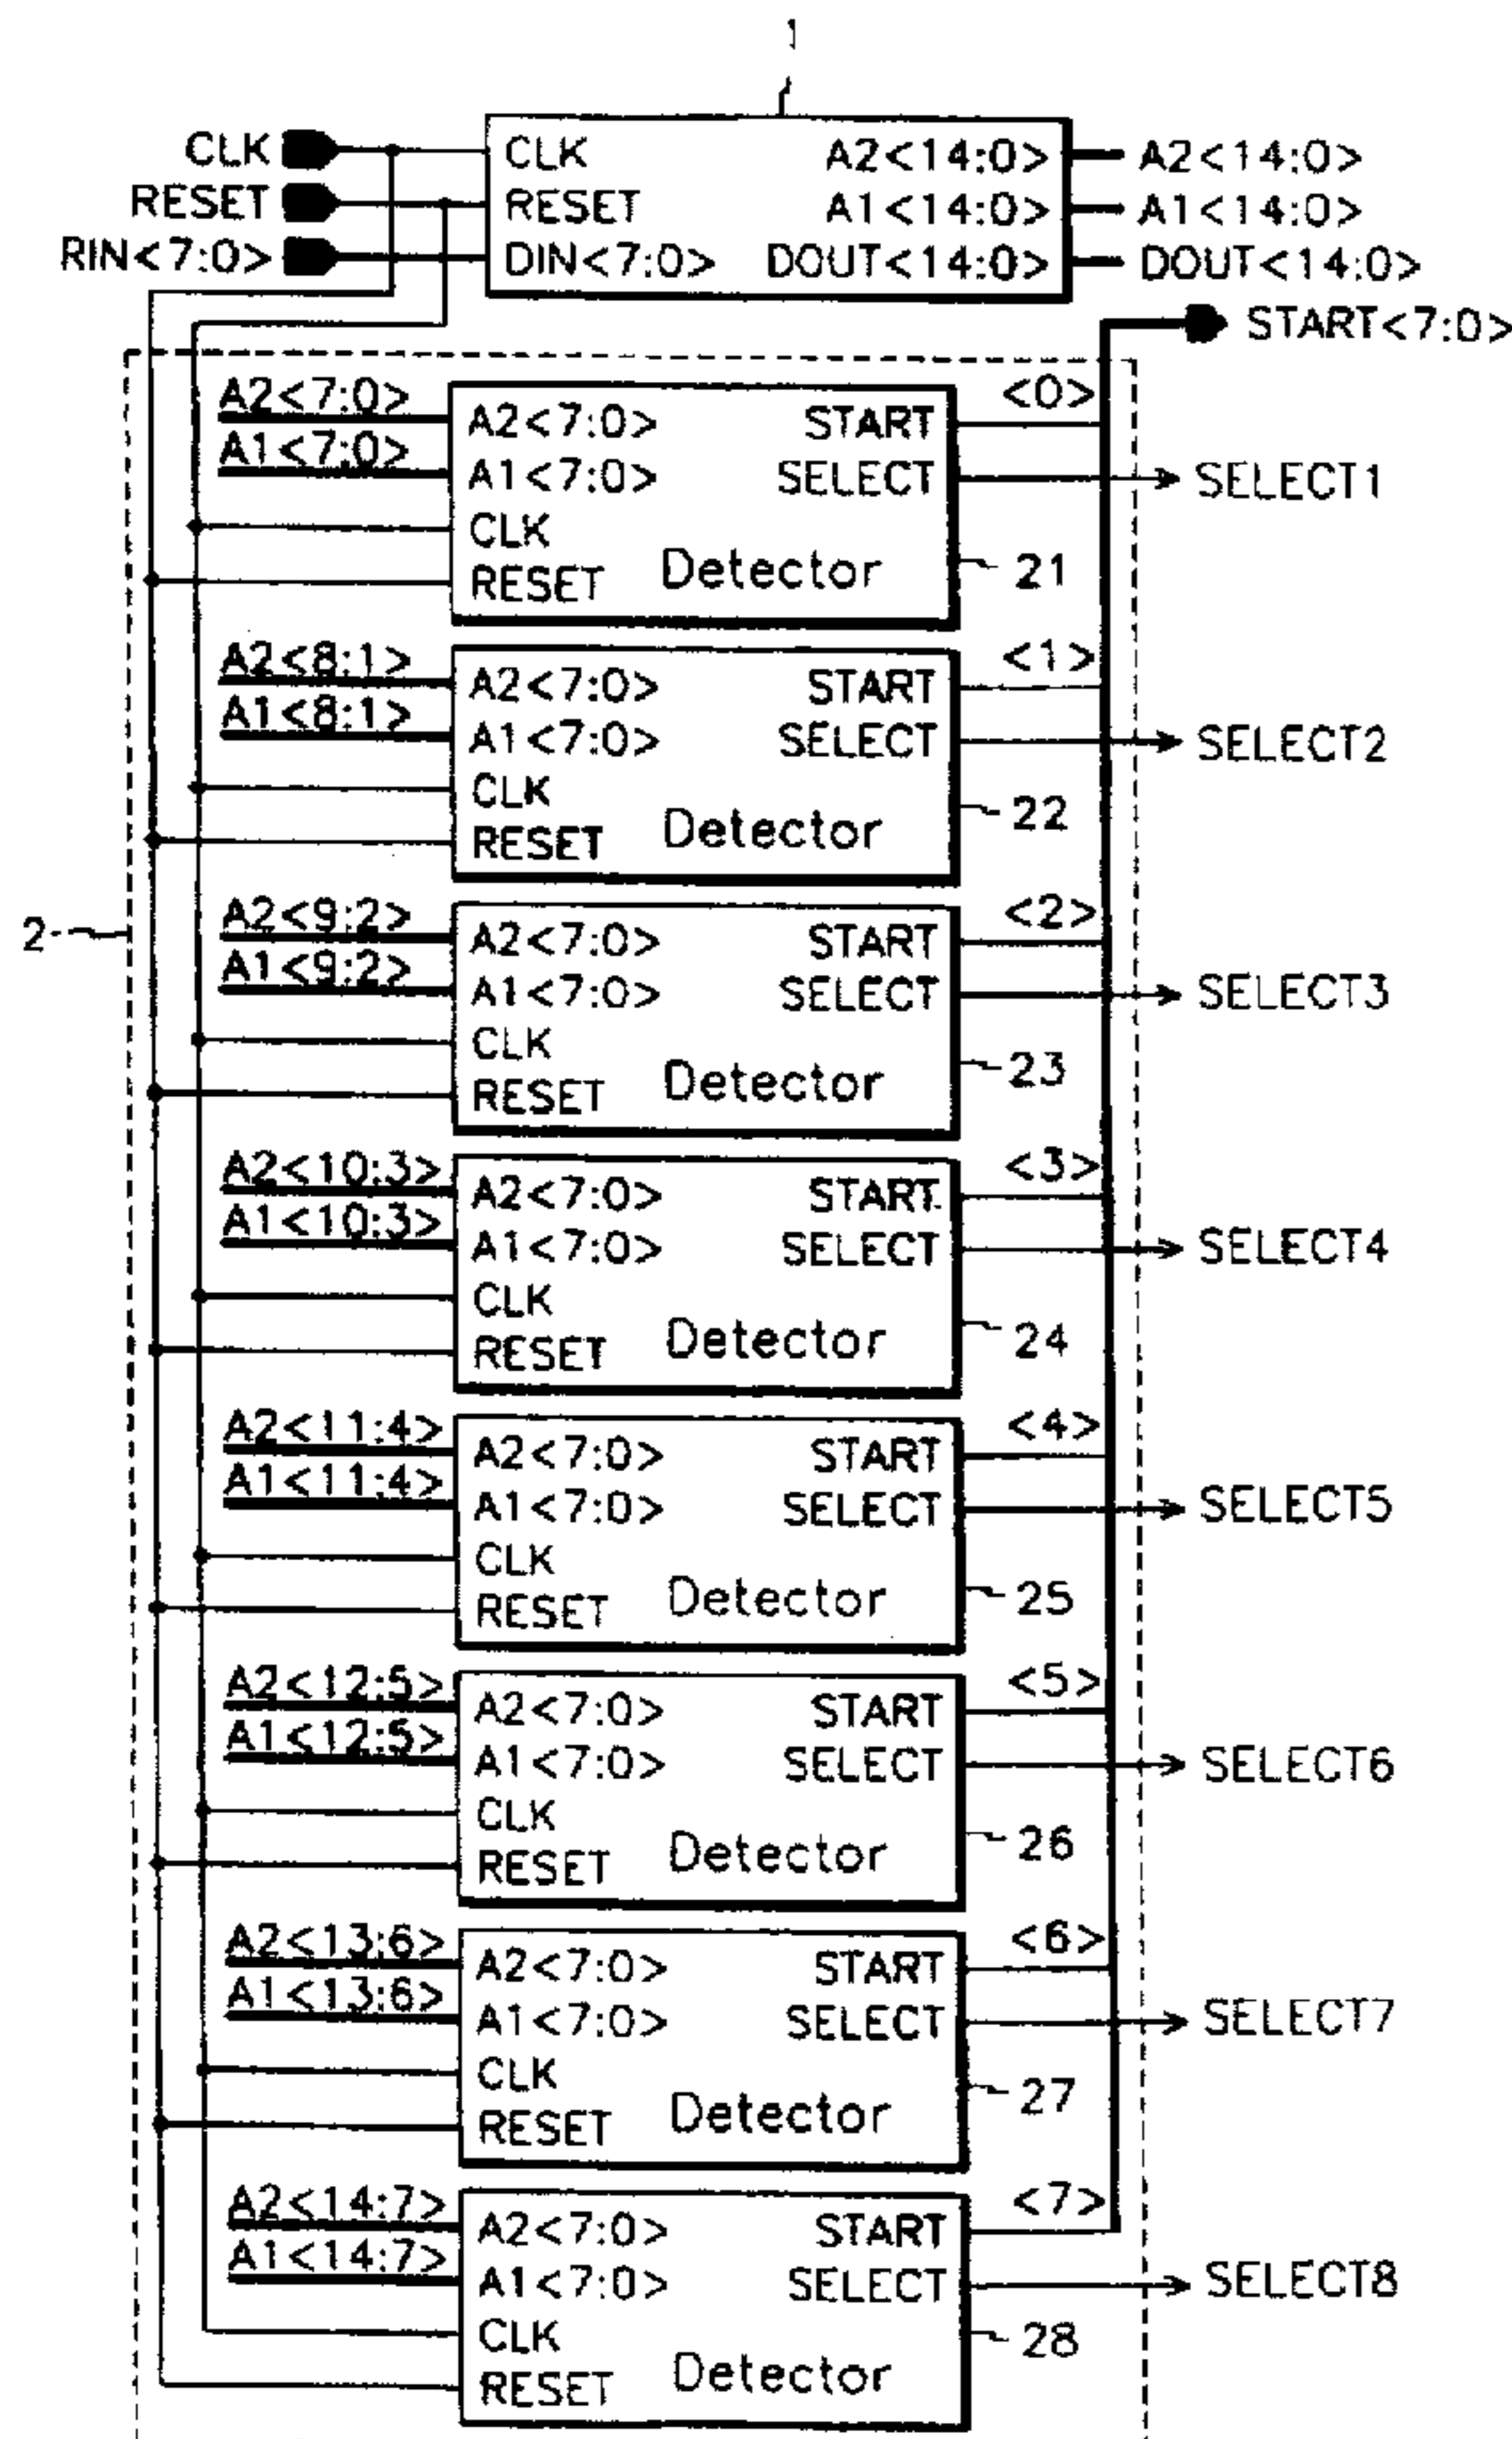 1
CLK CLK A2<14:0> A2<14:0>
RESET RESET A1<14:0> A1<14:0>
RIN<7:0> DIN<7:0> DOUT<14:0> DOUT<14:0>
START<7:0>
A2<7:0> A2<7:0> START <0>
A1<7:0> A1<7:0> SELECT SELECT1
CLK
RESET Detector 21
A2<8:1> A2<7:0> START <1>
A1<8:1> A1<7:0> SELECT SELECT2
CLK
RESET Detector 22
2
A2<9:2> A2<7:0> START <2>
A1<9:2> A1<7:0> SELECT SELECT3
CLK
RESET Detector 23
A2<10:3> A2<7:0> START <3>
A1<10:3> A1<7:0> SELECT SELECT4
CLK
RESET Detector 24
A2<11:4> A2<7:0> START <4>
A1<11:4> A1<7:0> SELECT SELECT5
CLK
RESET Detector 25
A2<12:5> A2<7:0> START <5>
A1<12:5> A1<7:0> SELECT SELECT6
CLK
RESET Detector 26
A2<13:6> A2<7:0> START <6>
A1<13:6> A1<7:0> SELECT SELECT7
CLK
RESET Detector 27
A2<14:7> A2<7:0> START <7>
A1<14:7> A1<7:0> SELECT SELECT8
CLK
RESET Detector 28